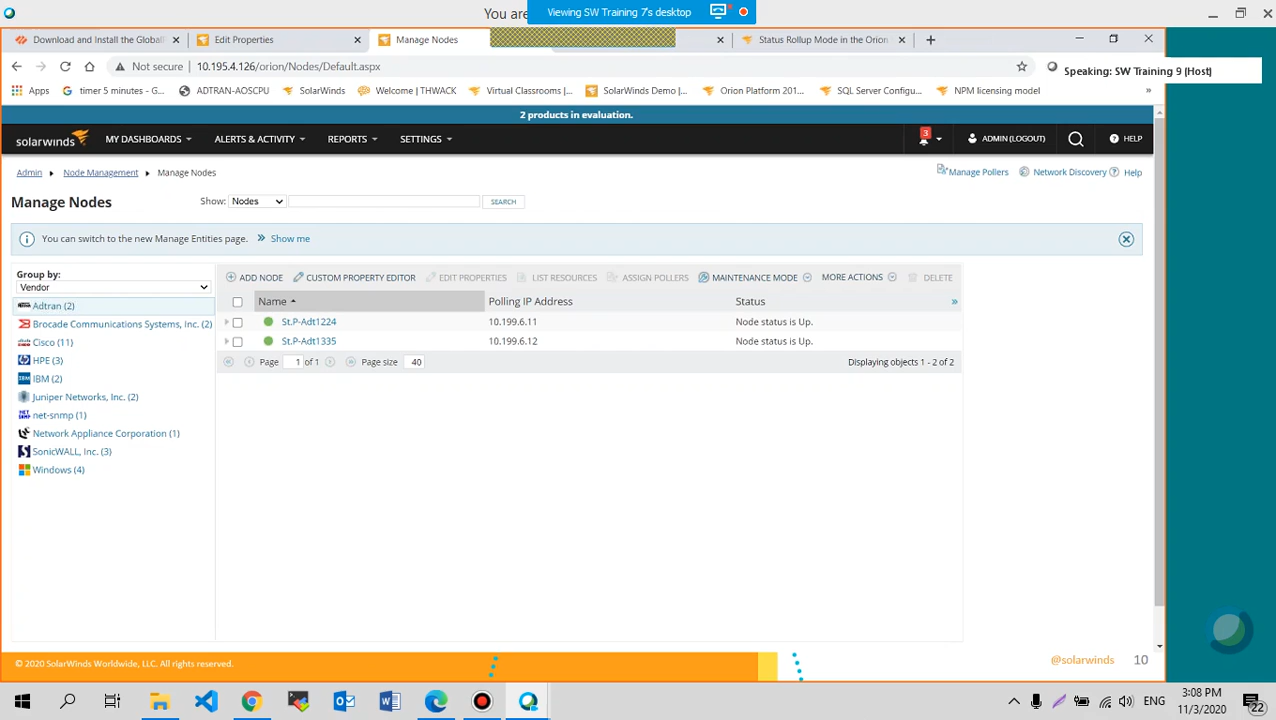 You are
Viewing SW Training 7's desktop
Download and Install the Global
Edit Properties
Manage Nodes
Status Rollup Mode in the Orion
Not secure
10.195.4.126/orion/Nodes/Default.aspx
Speaking: SW Training 9 (Host)
Apps
timer 5 minutes - G...
ADTRAN-AOSCPU
SolarWinds
Welcome | THWACK
Virtual Classrooms |...
SolarWinds Demo |...
Orion Platform 201...
SQL Server Configu...
NPM licensing model
»
2 products in evaluation.
solarwinds
MY DASHBOARDS
ALERTS & ACTIVITY
REPORTS
SETTINGS
3
ADMIN (LOGOUT)
HELP
Admin
Node Management
Manage Nodes
Manage Pollers
Network Discovery
Help
Manage Nodes
Show:
Nodes
SEARCH
You can switch to the new Manage Entities page.
» Show me
Group by:
Vendor
Adtran (2)
Brocade Communications Systems, Inc. (2)
Cisco (11)
HPE (3)
IBM (2)
Juniper Networks, Inc. (2)
net-snmp (1)
Network Appliance Corporation (1)
SonicWALL, Inc. (3)
Windows (4)
ADD NODE
CUSTOM PROPERTY EDITOR
EDIT PROPERTIES
LIST RESOURCES
ASSIGN POLLERS
MAINTENANCE MODE
MORE ACTIONS
DELETE
Name
Polling IP Address
Status
»
St.P-Adt1224
10.199.6.11
Node status is Up.
St.P-Adt1335
10.199.6.12
Node status is Up.
Page 1 of 1
Page size 40
Displaying objects 1 - 2 of 2
© 2020 SolarWinds Worldwide, LLC. All rights reserved.
@solarwinds
10
ENG
3:08 PM
11/3/2020
22